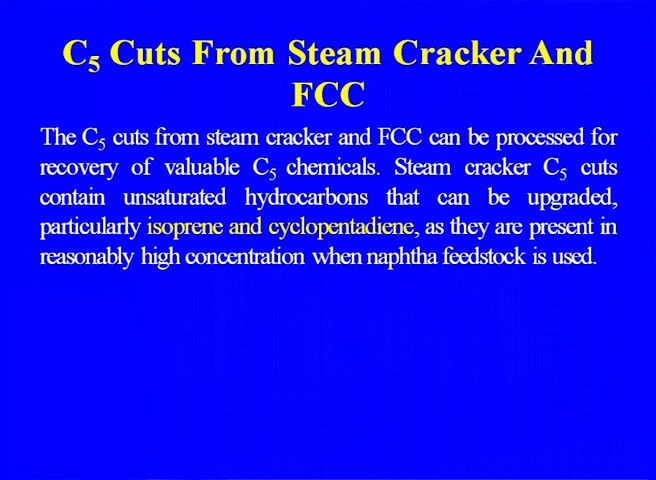 C₅ Cuts From Steam Cracker And
FCC
The C₅ cuts from steam cracker and FCC can be processed for
recovery of valuable C₅ chemicals. Steam cracker C₅ cuts
contain unsaturated hydrocarbons that can be upgraded,
particularly isoprene and cyclopentadiene, as they are present in
reasonably high concentration when naphtha feedstock is used.